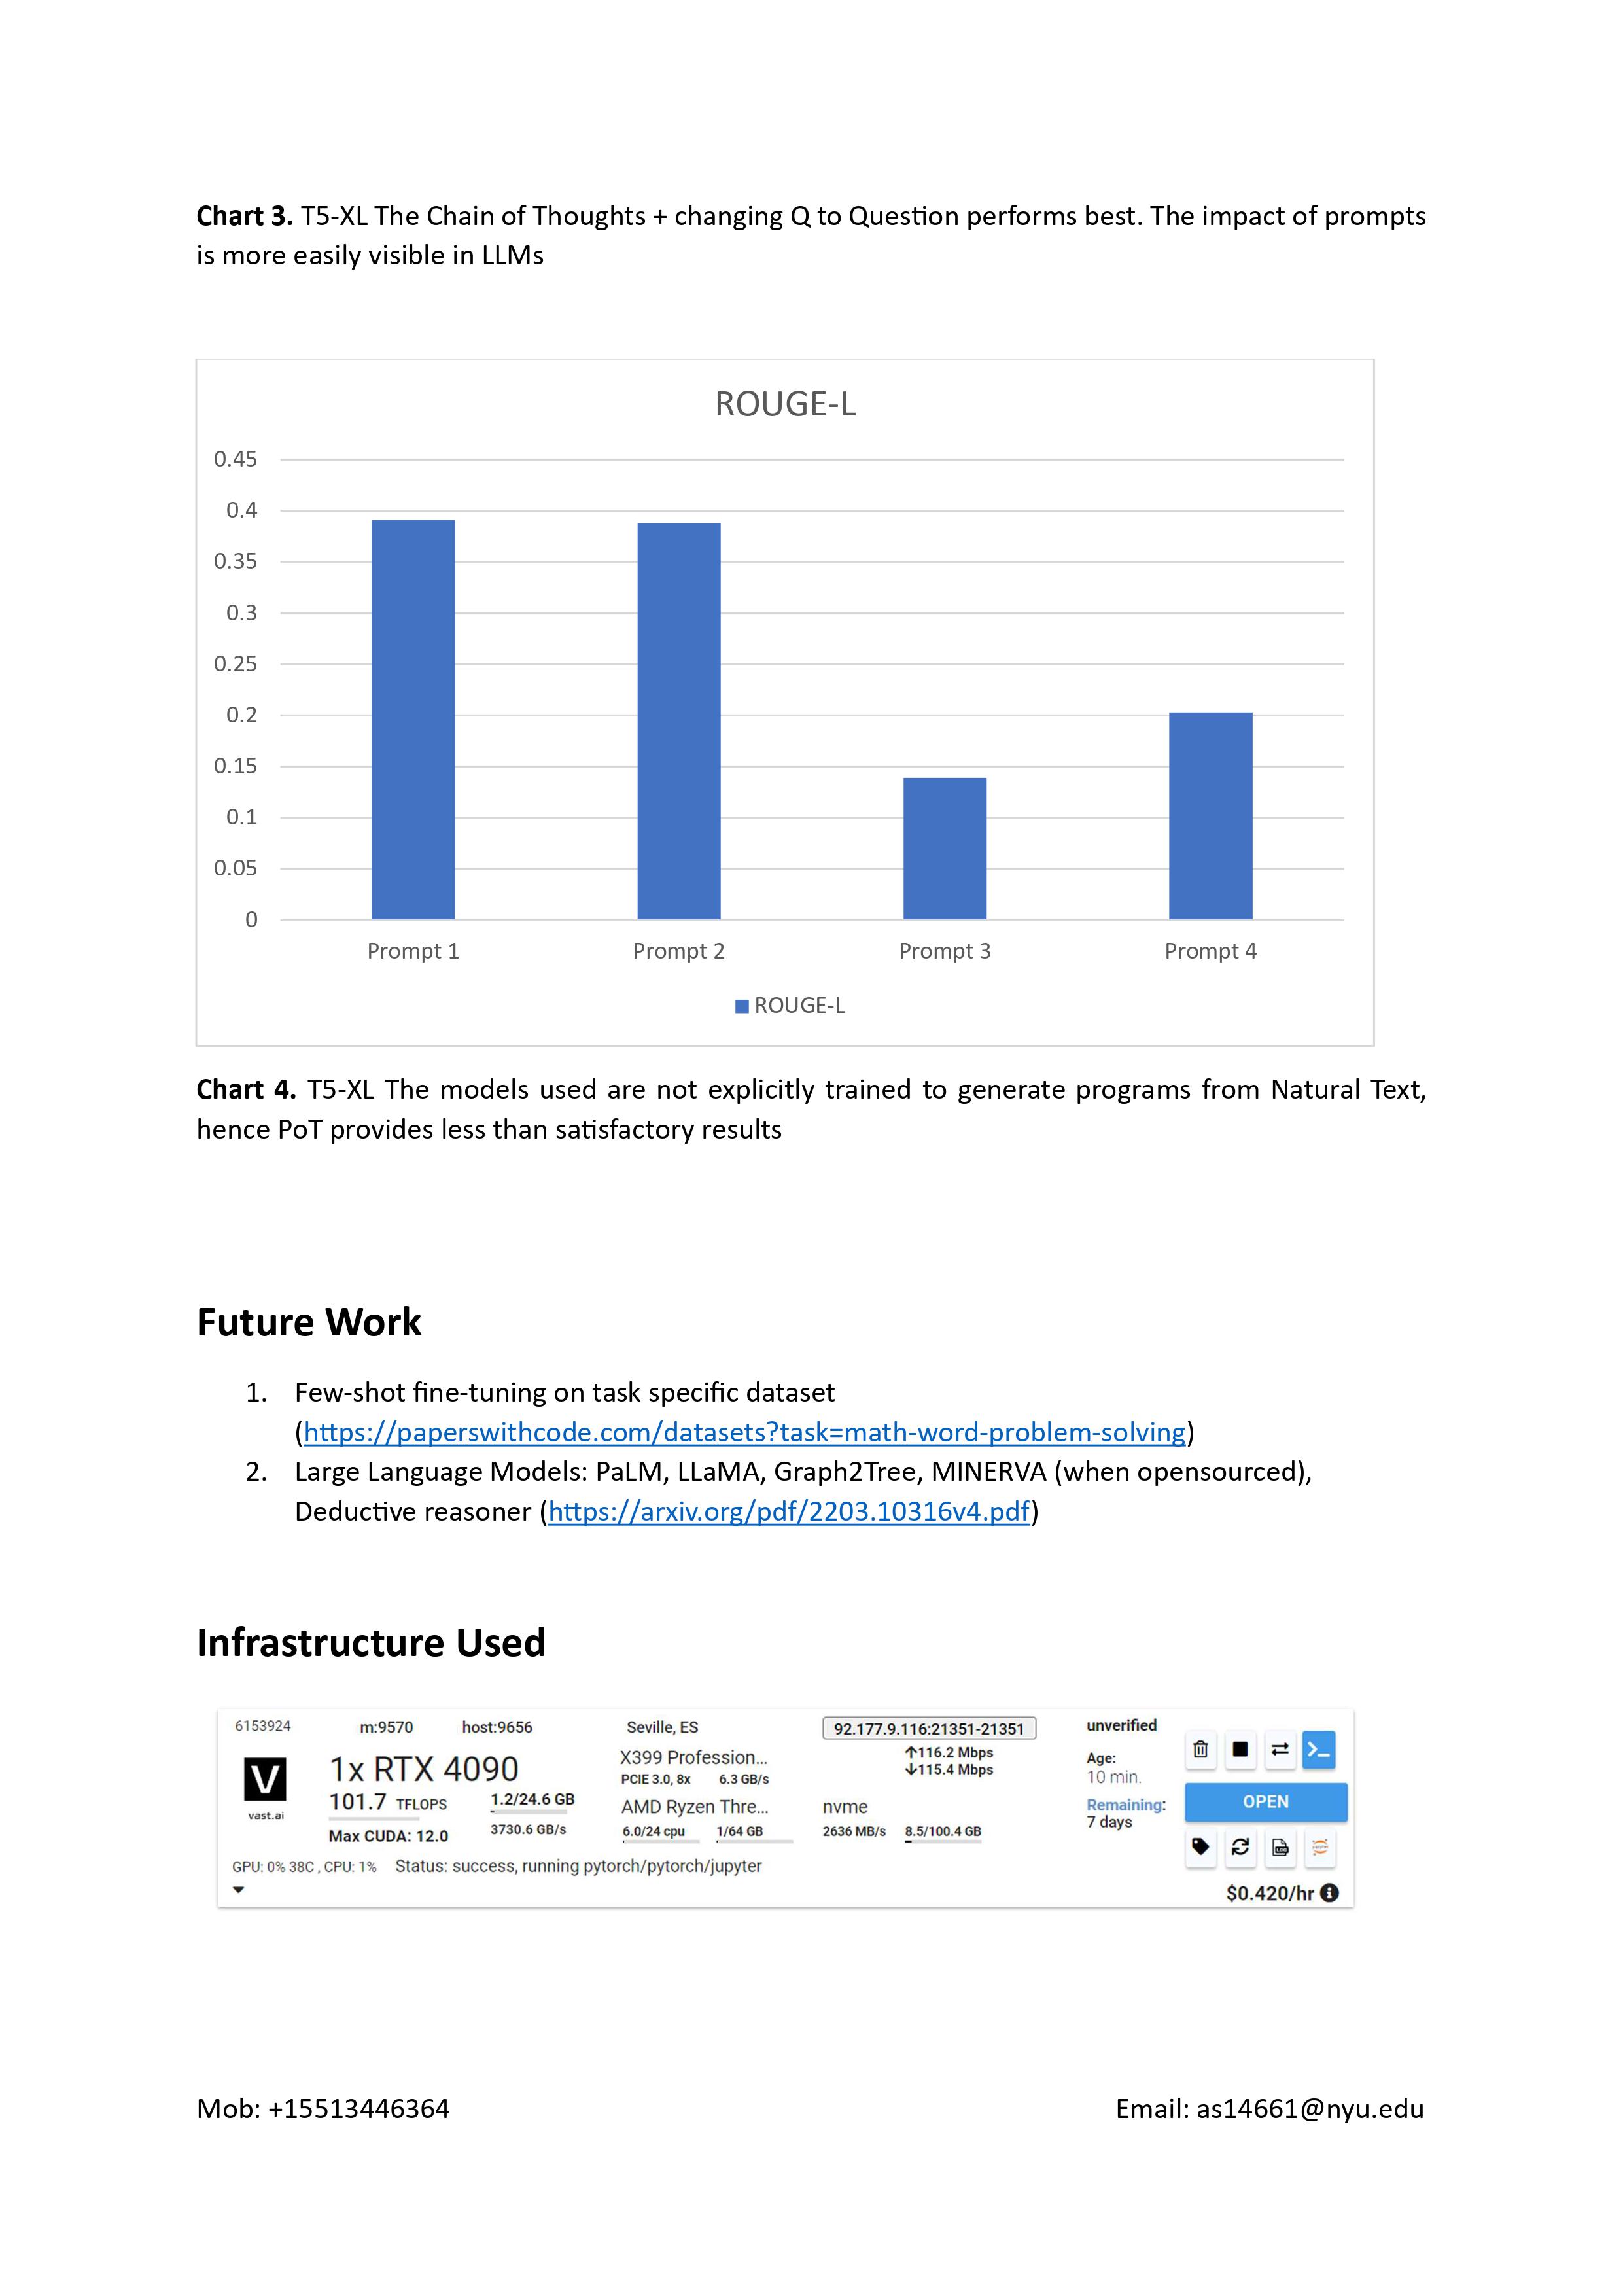 Chart 3. T5-XL The Chain of Thoughts + changing Q to Question performs best. The impact of prompts
is more easily visible in LLMs
ROUGE-L
0.45
0.4
0.35
0.3
0.25
0.2
0.15
0.1
0.05
0
Prompt 1 Prompt 2 Prompt 3 Prompt 4
ROUGE-L
Chart 4. T5-XL The models used are not explicitly trained to generate programs from Natural Text,
hence PoT provides less than satisfactory results
Future Work
1. Few-shot fine-tuning on task specific dataset
(https://paperswithcode.com/datasets?task=math-word-problem-solving)
2. Large Language Models: PaLM, LLaMA, Graph2Tree, MINERVA (when opensourced),
Deductive reasoner (https://arxiv.org/pdf/2203.10316v4.pdf)
Infrastructure Used
6153924 m:9570 host:9656 Seville, ES 92.177.9.116:21351-21351 unverified
V
vast.ai
1x RTX 4090
101.7 TFLOPS 1.2/24.6 GB
Max CUDA: 12.0 3730.6 GB/s
X399 Profession...
PCIE 3.0, 8x 6.3 GB/s
AMD Ryzen Thre...
6.0/24 cpu 1/64 GB
↑116.2 Mbps
↓115.4 Mbps
nvme
2636 MB/s 8.5/100.4 GB
Age:
10 min.
Remaining:
7 days
>_
OPEN
LOG
GPU: 0% 38C , CPU: 1% Status: success, running pytorch/pytorch/jupyter
$0.420/hr
Mob: +15513446364 Email: as14661@nyu.edu